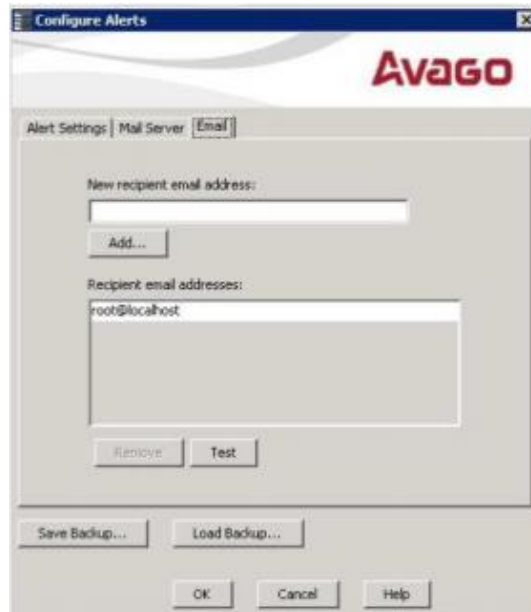 Configure Alerts
AVAGO
Alert Settings Mail Server Email
New recipient email address:
Add...
Recipient email addresses:
root@localhost
Remove Test
Save Backup... Load Backup...
OK Cancel Help